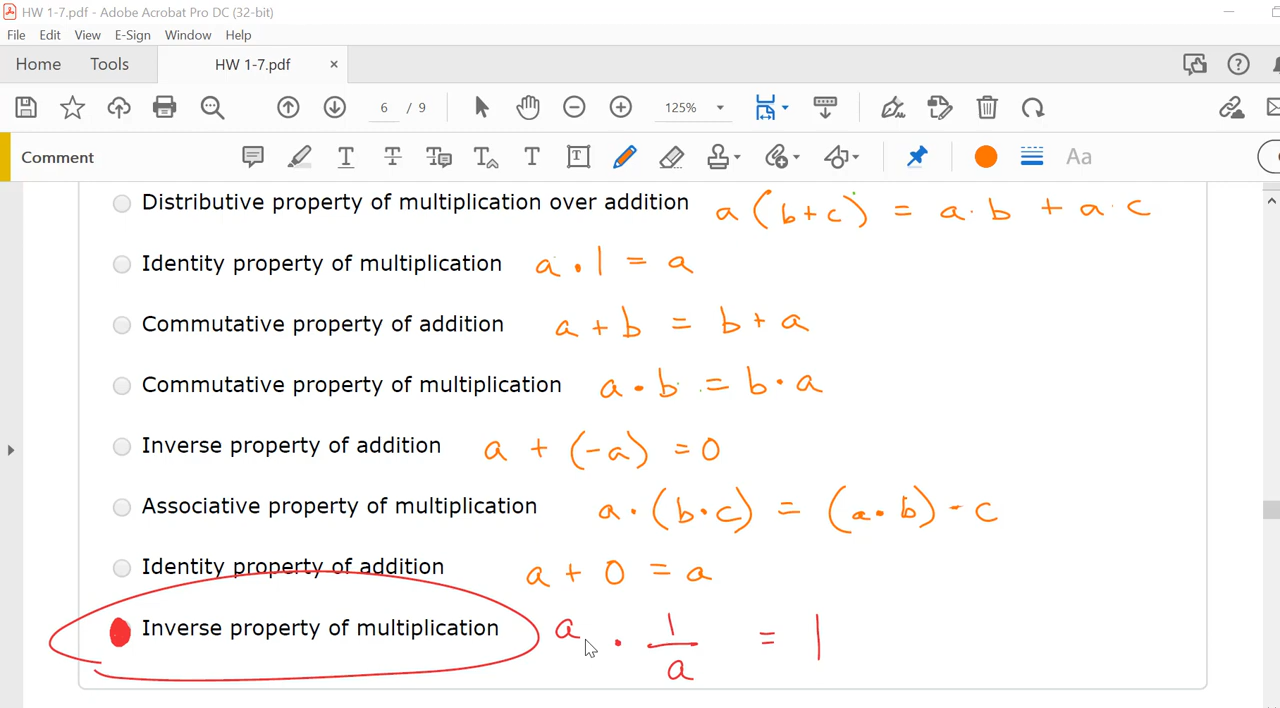 HW 1-7.pdf - Adobe Acrobat Pro DC (32-bit)
File Edit View E-Sign Window Help
Home Tools HW 1-7.pdf ×
6 / 9 125%
Comment Aa
Distributive property of multiplication over addition a (b+c) = a·b + a·c
Identity property of multiplication a·1 = a
Commutative property of addition a+b = b+a
Commutative property of multiplication a·b = b·a
Inverse property of addition a + (-a) = 0
Associative property of multiplication a·(b·c) = (a·b)-c
Identity property of addition a + 0 = a
Inverse property of multiplication a · 1/a = 1